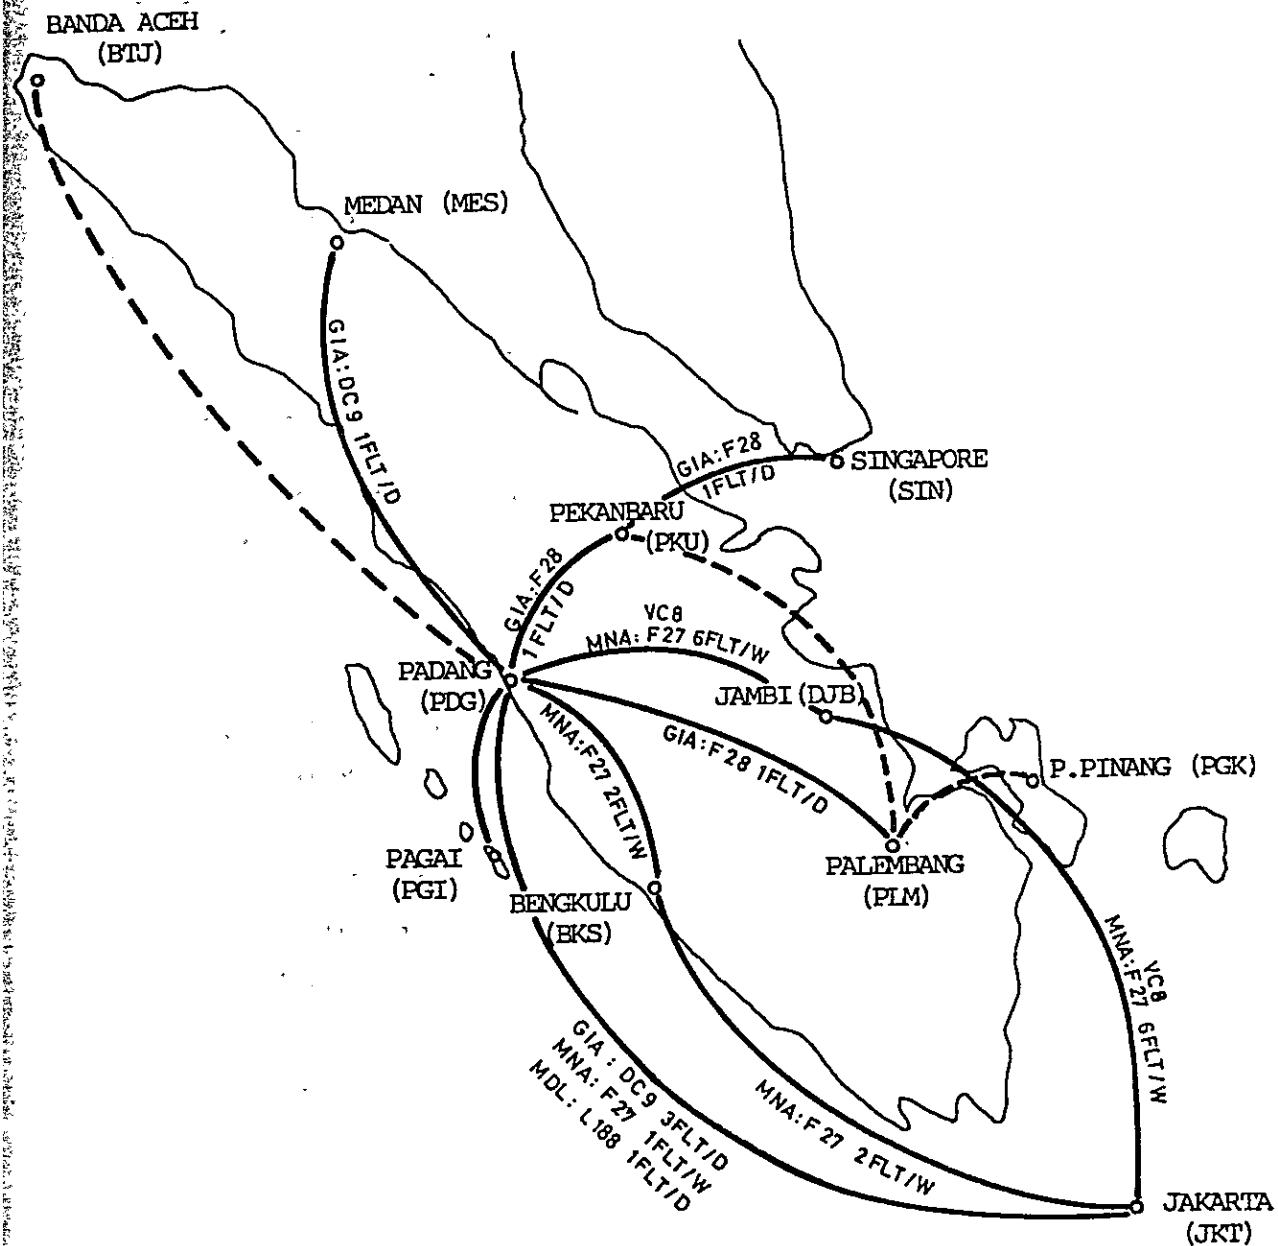 BANDA ACEH
(BTJ)
MEDAN (MES)
GIA:DC9 1FLT/D
GIA:F28
1FLT/D
SINGAPORE
(SIN)
PEKANBARU
(PKU)
GIA:F28
1FLT/D
VC8
MNA:F27 6FLT/W
PADANG
(PDG)
JAMBI (DJB)
MNA:F27 2FLT/W
GIA:F28 1FLT/D
P.PINANG (PGK)
PAGAI
(PGI)
PALEMBANG
(PLM)
BENGKULU
(BKS)
VC8
MNA:F27 6FLT/W
GIA : DC9 3FLT/D
MNA: F27 1FLT/W
MDL: L188 1FLT/D
MNA:F27 2FLT/W
JAKARTA
(JKT)